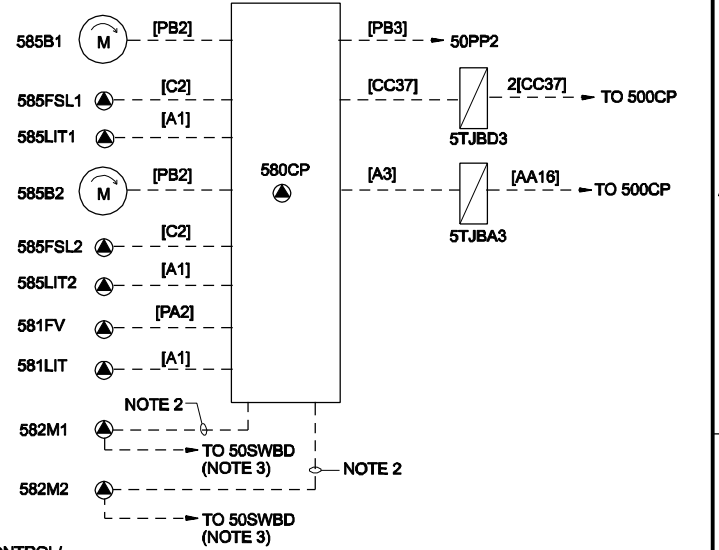 585B1
M
[PB2]
[PB3]
50PP2
585FSL1
[C2]
[CC37]
2[CC37]
TO 500CP
585LIT1
[A1]
5TJBD3
585B2
M
[PB2]
580CP
[A3]
[AA16]
TO 500CP
5TJBA3
585FSL2
[C2]
585LIT2
[A1]
581FV
[PA2]
581LIT
[A1]
NOTE 2
582M1
TO 50SWBD
(NOTE 3)
NOTE 2
582M2
TO 50SWBD
(NOTE 3)